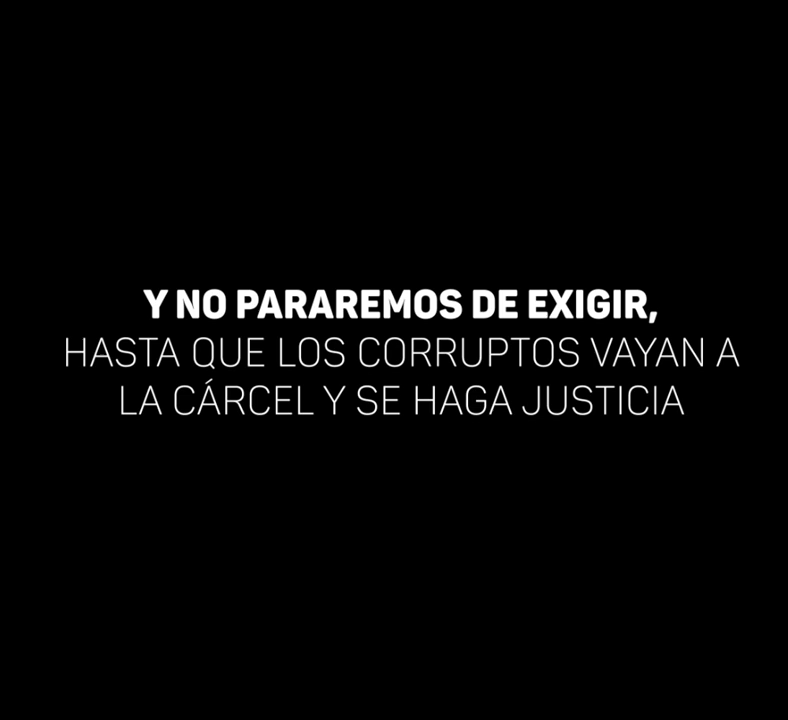 Y NO PARAREMOS DE EXIGIR,
HASTA QUE LOS CORRUPTOS VAYAN A
LA CÁRCEL Y SE HAGA JUSTICIA